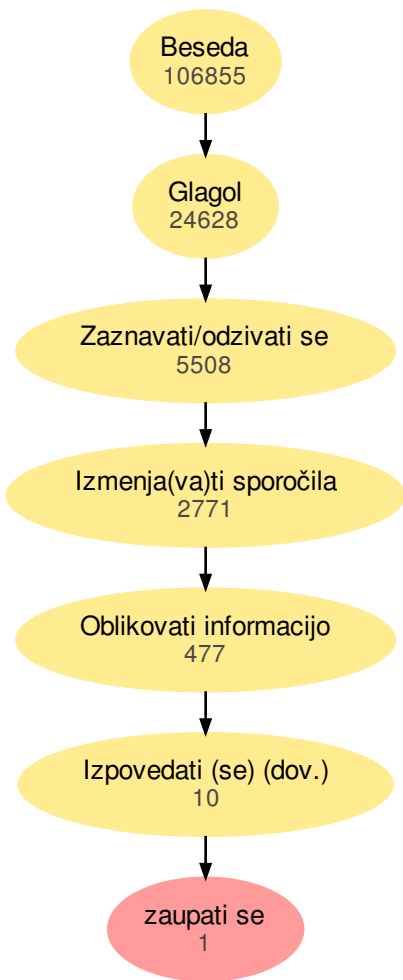 Beseda
106855
Glagol
24628
Zaznavati/odzivati se
5508
Izmenja(va)ti sporočila
2771
Oblikovati informacijo
477
Izpovedati (se) (dov.)
10
zaupati se
1